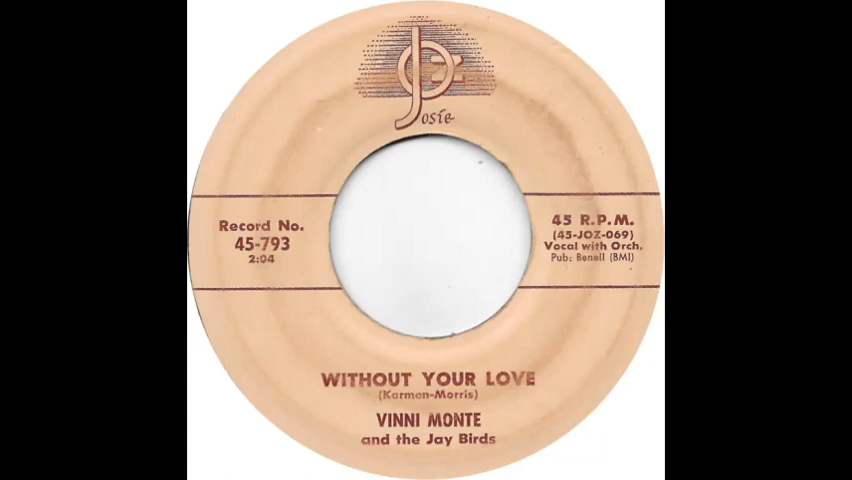 JOZ
Josie
Record No.
45-793
2:04
45 R.P.M.
(45-JOZ-069)
Vocal with Orch.
Pub: Benell (BMI)
WITHOUT YOUR LOVE
(Karmen-Morris)
VINNI MONTE
and the Jay Birds